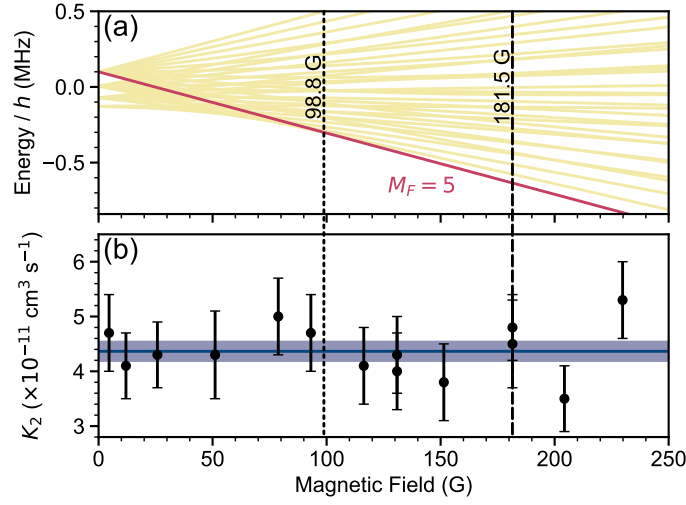 (a)
Energy / h (MHz)
0.5
0.0
−0.5
98.8 G
181.5 G
M_F = 5
(b)
K_2 (×10^−11 cm^3 s^−1)
6
5
4
3
0 50 100 150 200 250
Magnetic Field (G)